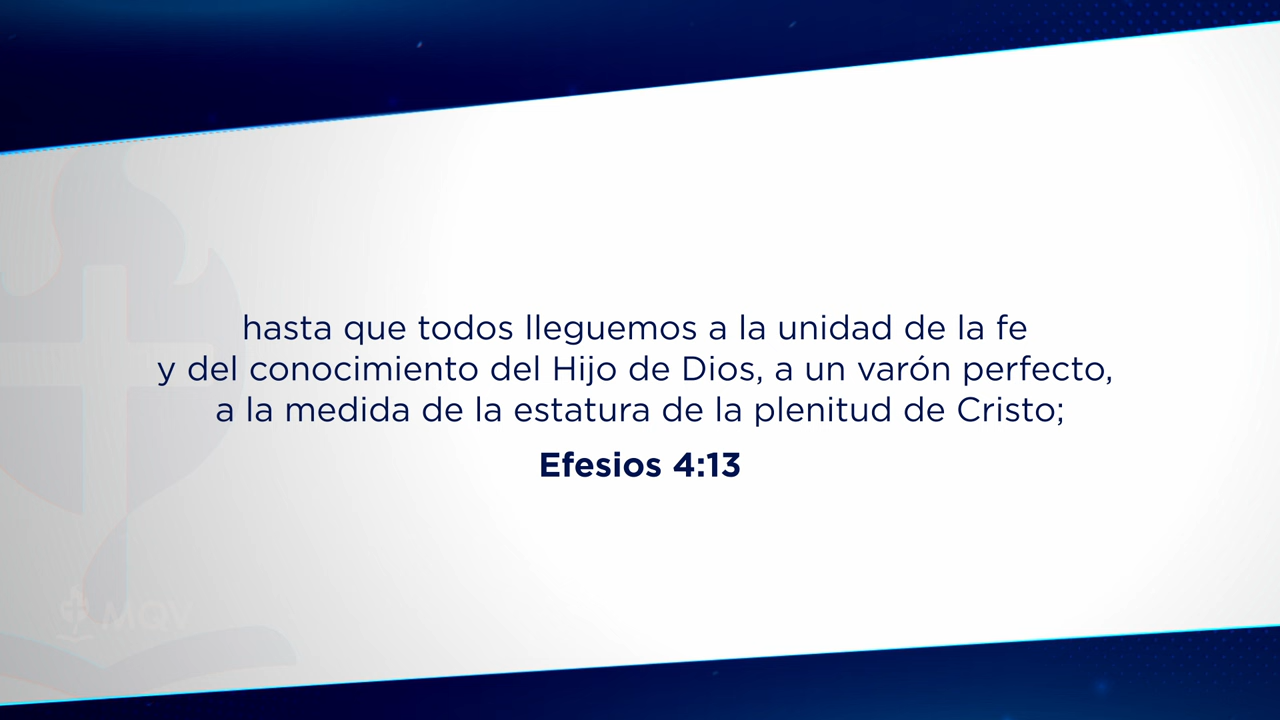 hasta que todos lleguemos a la unidad de la fe
y del conocimiento del Hijo de Dios, a un varón perfecto,
a la medida de la estatura de la plenitud de Cristo;
Efesios 4:13
MQV